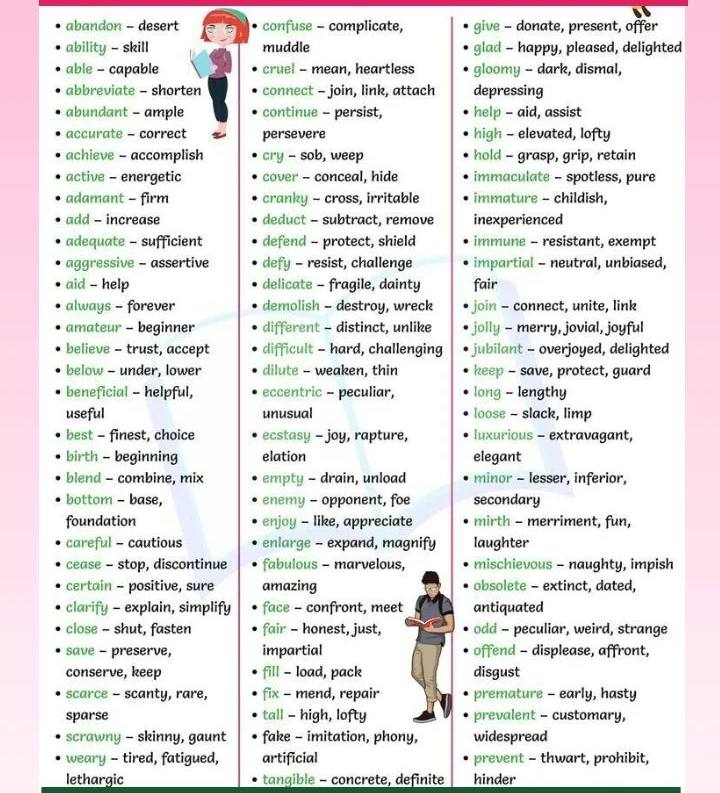 • abandon – desert
• ability – skill
• able – capable
• abbreviate – shorten
• abundant – ample
• accurate – correct
• achieve – accomplish
• active – energetic
• adamant – firm
• add – increase
• adequate – sufficient
• aggressive – assertive
• aid – help
• always – forever
• amateur – beginner
• believe – trust, accept
• below – under, lower
• beneficial – helpful,
useful
• best – finest, choice
• birth – beginning
• blend – combine, mix
• bottom – base,
foundation
• careful – cautious
• cease – stop, discontinue
• certain – positive, sure
• clarify – explain, simplify
• close – shut, fasten
• save – preserve,
conserve, keep
• scarce – scanty, rare,
sparse
• scrawny – skinny, gaunt
• weary – tired, fatigued,
lethargic
• confuse – complicate,
muddle
• cruel – mean, heartless
• connect – join, link, attach
• continue – persist,
persevere
• cry – sob, weep
• cover – conceal, hide
• cranky – cross, irritable
• deduct – subtract, remove
• defend – protect, shield
• defy – resist, challenge
• delicate – fragile, dainty
• demolish – destroy, wreck
• different – distinct, unlike
• difficult – hard, challenging
• dilute – weaken, thin
• eccentric – peculiar,
unusual
• ecstasy – joy, rapture,
elation
• empty – drain, unload
• enemy – opponent, foe
• enjoy – like, appreciate
• enlarge – expand, magnify
• fabulous – marvelous,
amazing
• face – confront, meet
• fair – honest, just,
impartial
• fill – load, pack
• fix – mend, repair
• tall – high, lofty
• fake – imitation, phony,
artificial
• tangible – concrete, definite
• give – donate, present, offer
• glad – happy, pleased, delighted
• gloomy – dark, dismal,
depressing
• help – aid, assist
• high – elevated, lofty
• hold – grasp, grip, retain
• immaculate – spotless, pure
• immature – childish,
inexperienced
• immune – resistant, exempt
• impartial – neutral, unbiased,
fair
• join – connect, unite, link
• jolly – merry, jovial, joyful
• jubilant – overjoyed, delighted
• keep – save, protect, guard
• long – lengthy
• loose – slack, limp
• luxurious – extravagant,
elegant
• minor – lesser, inferior,
secondary
• mirth – merriment, fun,
laughter
• mischievous – naughty, impish
• obsolete – extinct, dated,
antiquated
• odd – peculiar, weird, strange
• offend – displease, affront,
disgust
• premature – early, hasty
• prevalent – customary,
widespread
• prevent – thwart, prohibit,
hinder